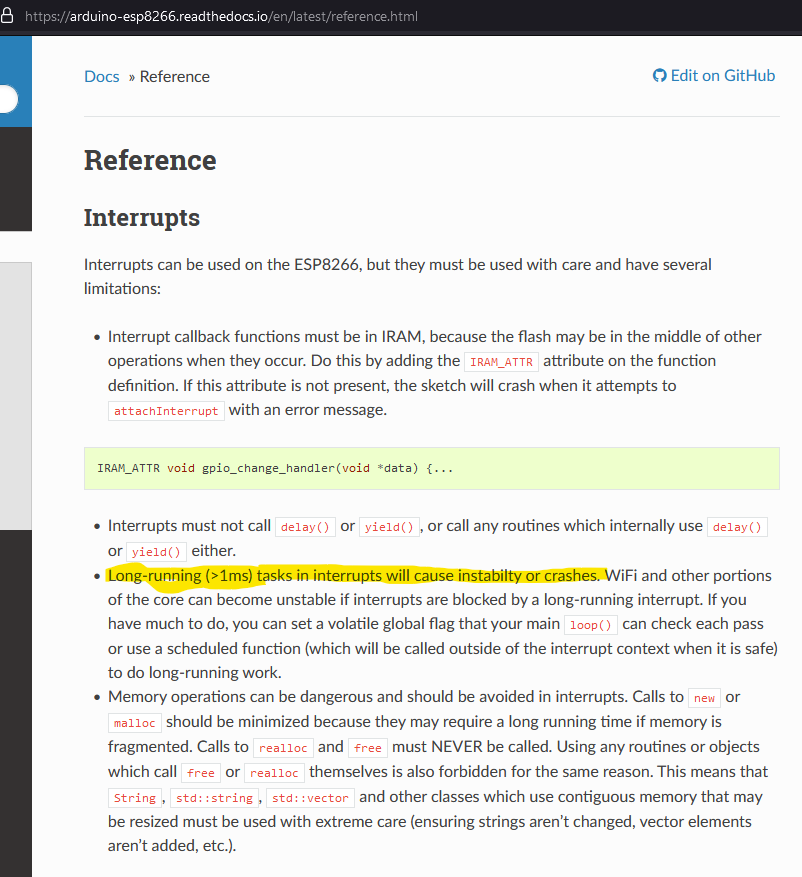 https://arduino-esp8266.readthedocs.io/en/latest/reference.html
Docs » Reference
Edit on GitHub
Reference
Interrupts
Interrupts can be used on the ESP8266, but they must be used with care and have several
limitations:
• Interrupt callback functions must be in IRAM, because the flash may be in the middle of other
operations when they occur. Do this by adding the IRAM_ATTR attribute on the function
definition. If this attribute is not present, the sketch will crash when it attempts to
attachInterrupt with an error message.
IRAM_ATTR void gpio_change_handler(void *data) {...
• Interrupts must not call delay() or yield() , or call any routines which internally use delay()
or yield() either.
• Long-running (>1ms) tasks in interrupts will cause instabilty or crashes. WiFi and other portions
of the core can become unstable if interrupts are blocked by a long-running interrupt. If you
have much to do, you can set a volatile global flag that your main loop() can check each pass
or use a scheduled function (which will be called outside of the interrupt context when it is safe)
to do long-running work.
• Memory operations can be dangerous and should be avoided in interrupts. Calls to new or
malloc should be minimized because they may require a long running time if memory is
fragmented. Calls to realloc and free must NEVER be called. Using any routines or objects
which call free or realloc themselves is also forbidden for the same reason. This means that
String , std::string , std::vector and other classes which use contiguous memory that may
be resized must be used with extreme care (ensuring strings aren't changed, vector elements
aren't added, etc.).